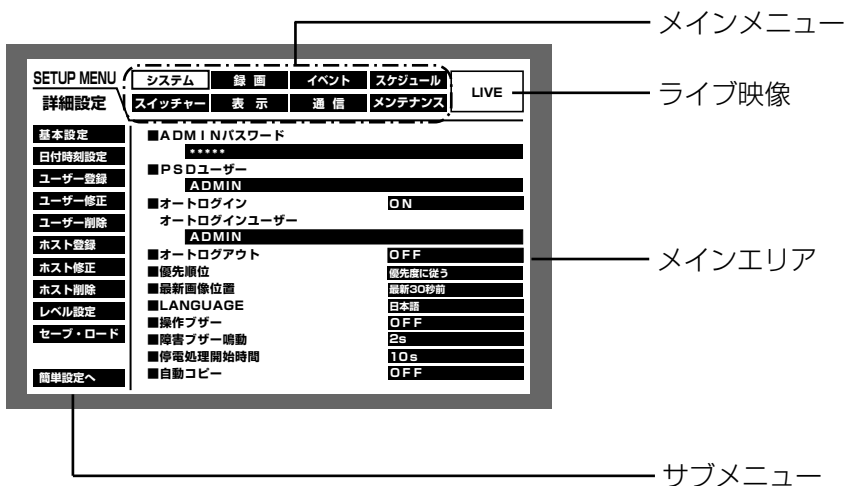 メインメニュー
SETUP MENU
詳細設定
システム 録 画 イベント スケジュール
スイッチャー 表 示 通 信 メンテナンス
LIVE
ライブ映像
基本設定
日付時刻設定
ユーザー登録
ユーザー修正
ユーザー削除
ホスト登録
ホスト修正
ホスト削除
レベル設定
セーブ・ロード
簡単設定へ
■ADMINパスワード
*****
■PSDユーザー
ADMIN
■オートログイン ON
オートログインユーザー
ADMIN
■オートログアウト OFF
■優先順位 優先度に従う
■最新画像位置 最新30秒前
■LANGUAGE 日本語
■操作ブザー OFF
■障害ブザー鳴動 2s
■停電処理開始時間 10s
■自動コピー OFF
メインエリア
サブメニュー